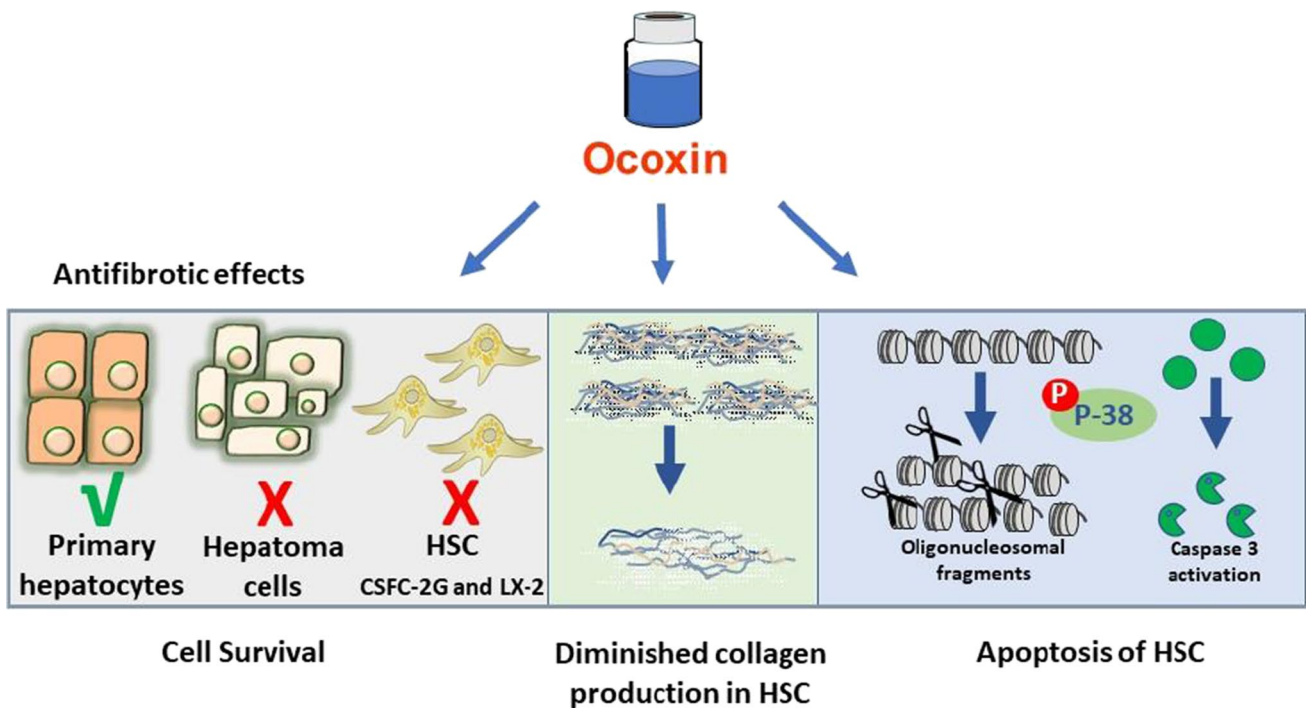 Ocoxin
Antifibrotic effects
√
Primary
hepatocytes
X
Hepatoma
cells
X
HSC
CSFC-2G and LX-2
P
P-38
Oligonucleosomal
fragments
Caspase 3
activation
Cell Survival
Diminished collagen
production in HSC
Apoptosis of HSC